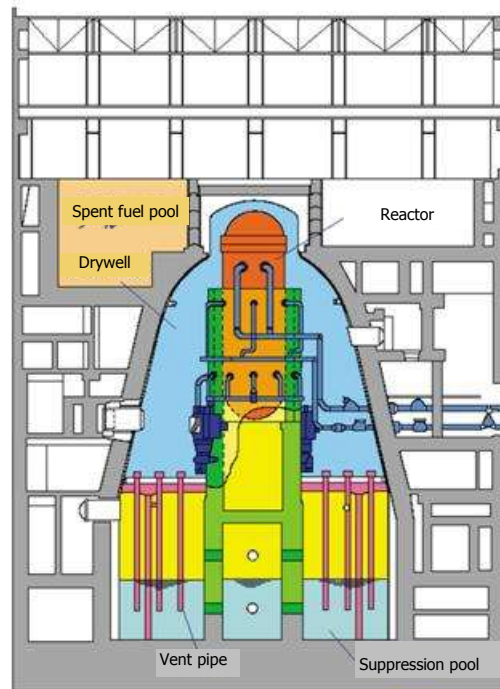 Spent fuel pool
Reactor
Drywell
Vent pipe
Suppression pool